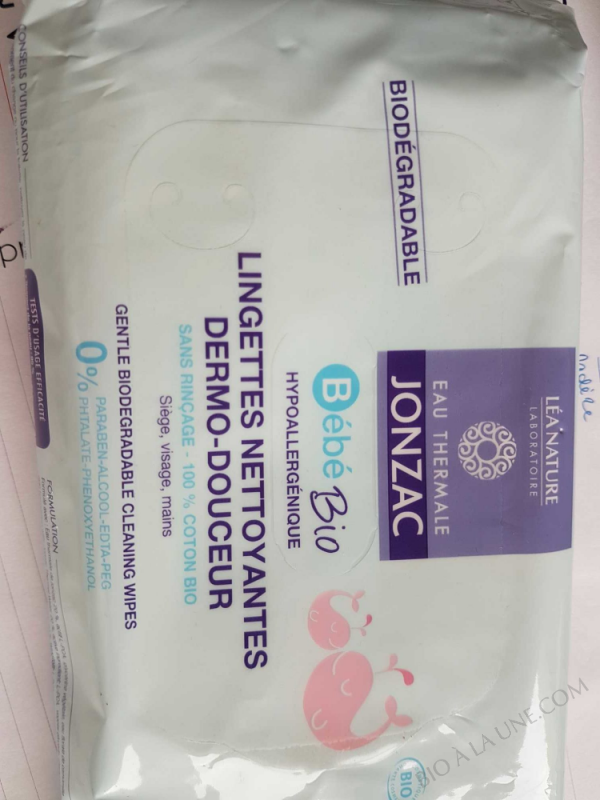 LÉA NATURE
LABORATOIRE
EAU THERMALE
JONZAC
BIODÉGRADABLE
Bébé Bio
HYPOALLERGÉNIQUE
LINGETTES NETTOYANTES
DERMO-DOUCEUR
SANS RINÇAGE - 100 % COTON BIO
Siège, visage, mains
GENTLE BIODEGRADABLE CLEANING WIPES
0% PARABEN-ALCOOL-EDTA-PEG
PHTALATE-PHENOXYETHANOL
CONSEILS D'UTILISATION
TESTS D'USAGE EFFICACITÉ
FORMULATION
BIO
BIO À LA UNE.COM